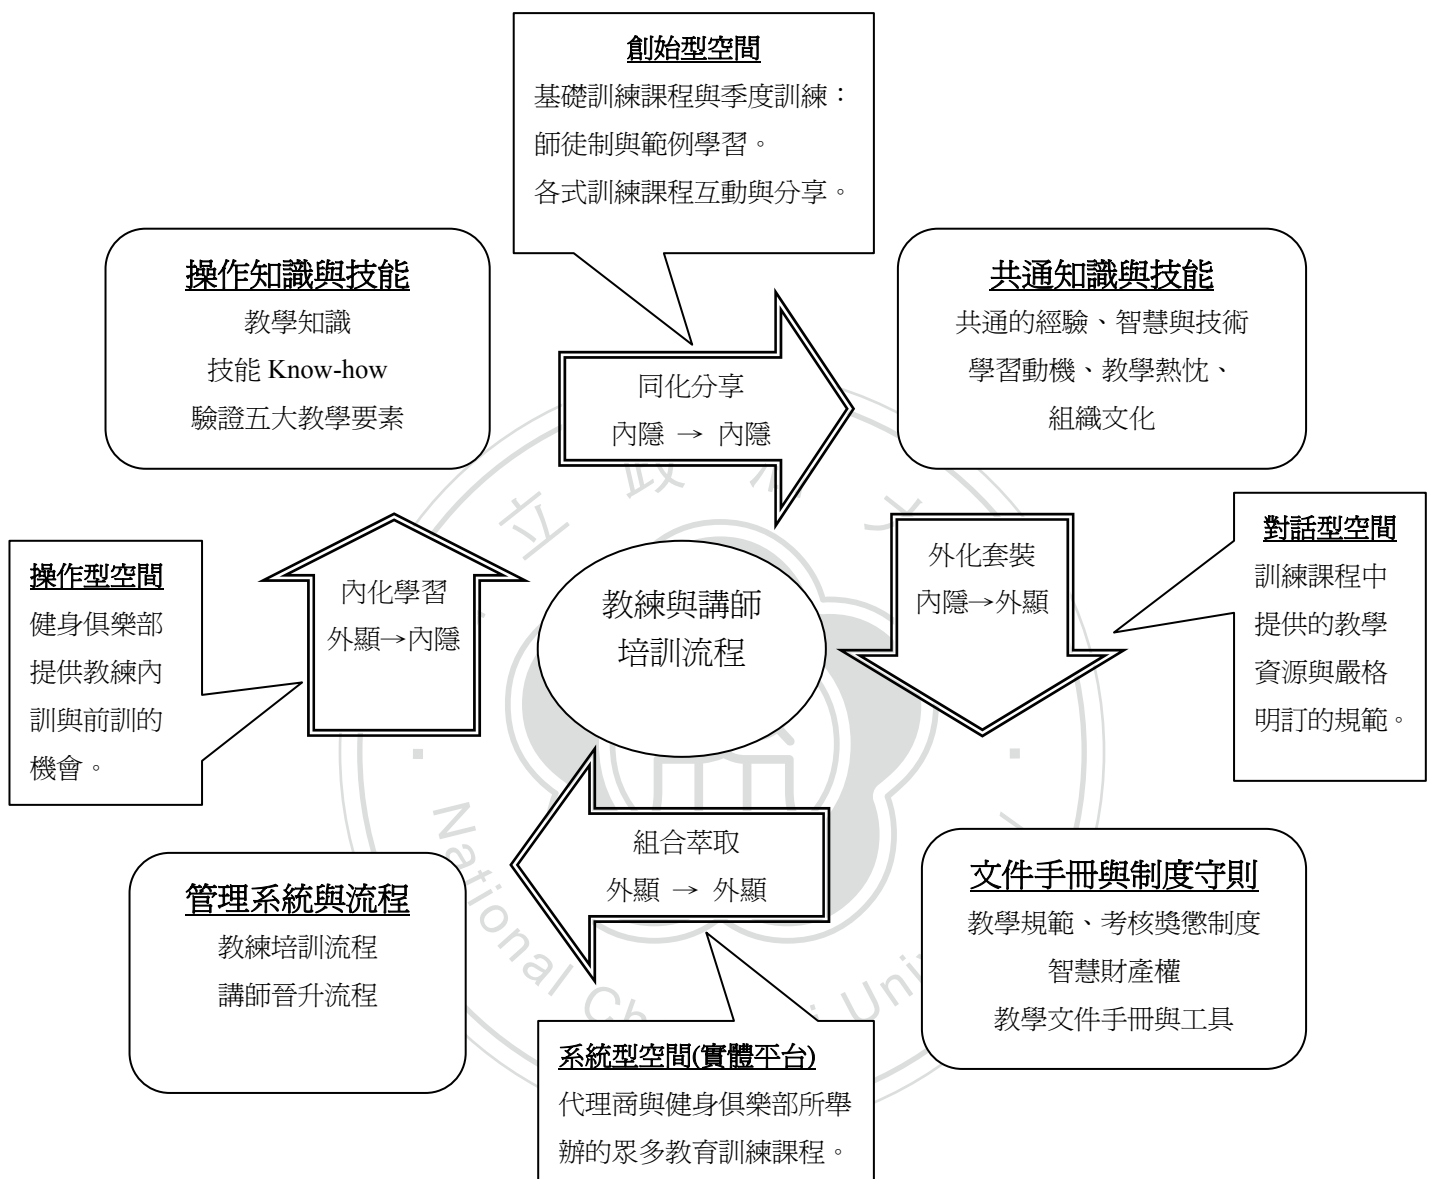 創始型空間
基礎訓練課程與季度訓練：
師徒制與範例學習。
各式訓練課程互動與分享。
操作知識與技能
教學知識
技能 Know-how
驗證五大教學要素
同化分享
內隱 → 內隱
共通知識與技能
共通的經驗、智慧與技術
學習動機、教學熱忱、
組織文化
操作型空間
健身俱樂部
提供教練內
訓與前訓的
機會。
內化學習
外顯→內隱
教練與講師
培訓流程
外化套裝
內隱→外顯
對話型空間
訓練課程中
提供的教學
資源與嚴格
明訂的規範。
管理系統與流程
教練培訓流程
講師晉升流程
組合萃取
外顯 → 外顯
文件手冊與制度守則
教學規範、考核獎懲制度
智慧財產權
教學文件手冊與工具
系統型空間(實體平台)
代理商與健身俱樂部所舉
辦的眾多教育訓練課程。
立 政
National Ch
Uni